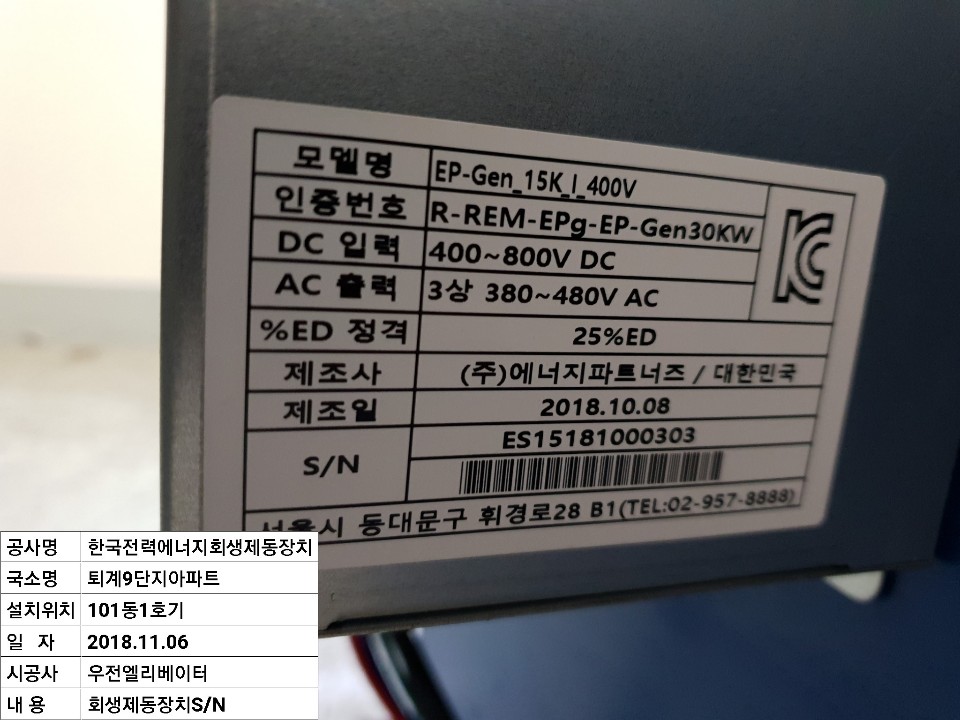 모델명 EP-Gen_15K_I_400V
인증번호 R-REM-EPg-EP-Gen30KW
DC 입력 400~800V DC
AC 출력 3상 380~480V AC
%ED 정격 25%ED
제조사 (주)에너지파트너즈 / 대한민국
제조일 2018.10.08
S/N ES15181000303
서울시 동대문구 휘경로28 B1(TEL:02-957-8888)
공사명 한국전력에너지회생제동장치
국소명 퇴계9단지아파트
설치위치 101동1호기
일 자 2018.11.06
시공사 우전엘리베이터
내 용 회생제동장치S/N